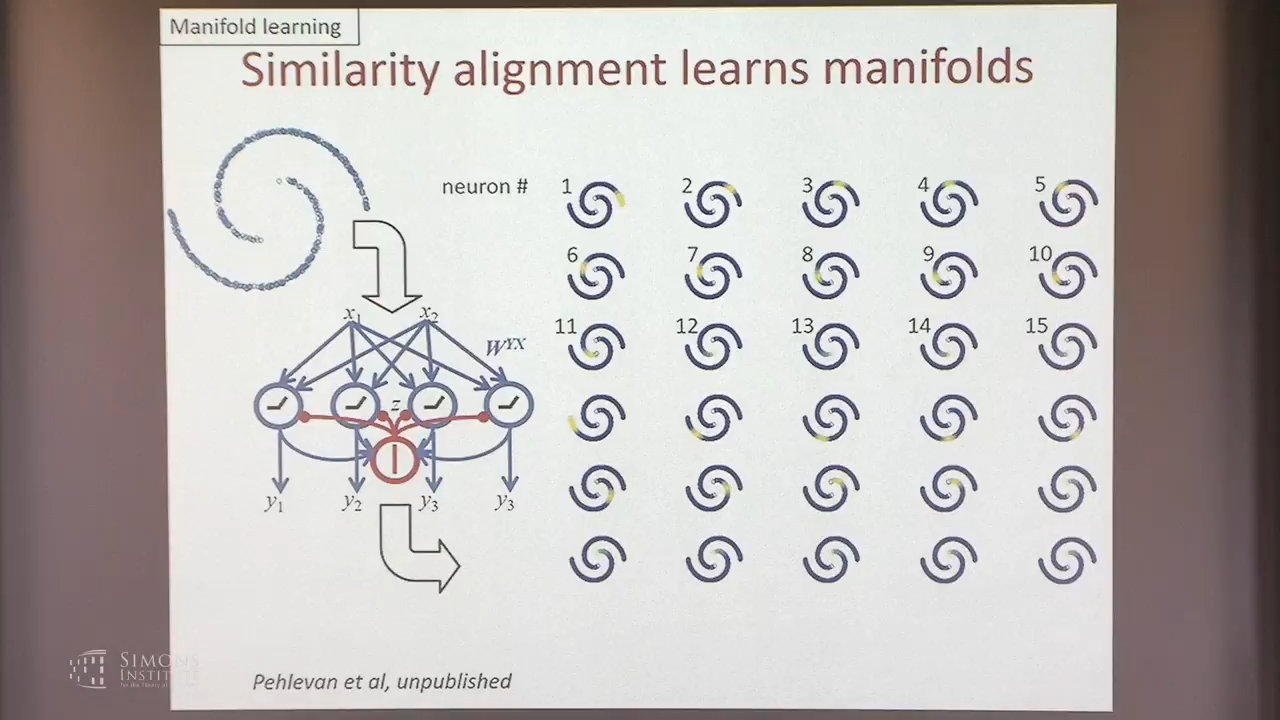 Manifold learning
Similarity alignment learns manifolds
neuron #
1 2 3 4 5
6 7 8 9 10
11 12 13 14 15
x₁ x₂
Wʸˣ
z
y₁ y₂ y₃ y₃
Pehlevan et al, unpublished
SIMONS
INSTITUTE